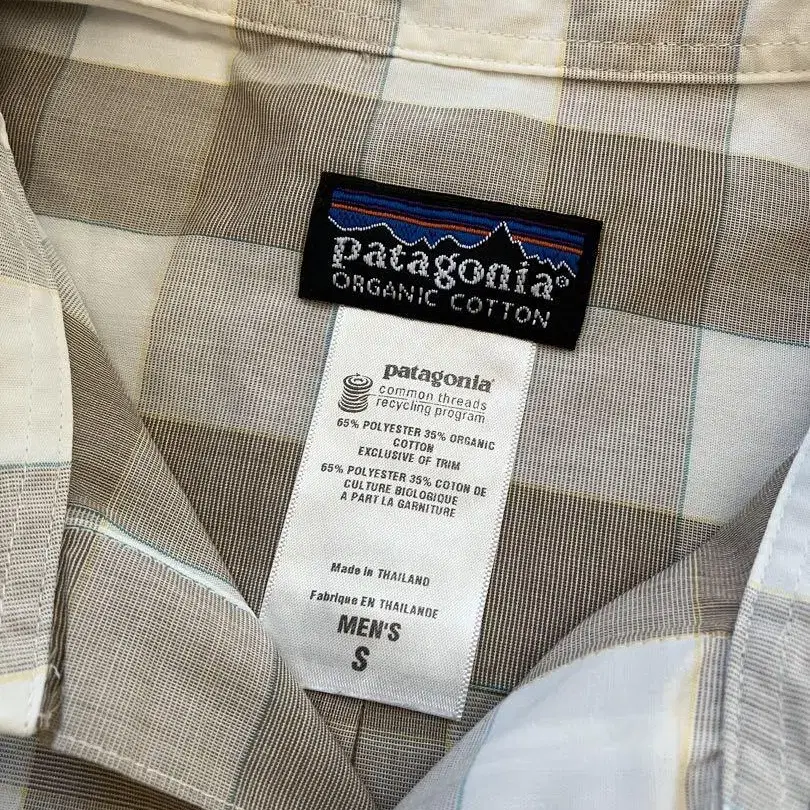 patagonia®
ORGANIC COTTON
patagonia®
common threads
recycling program
65% POLYESTER 35% ORGANIC
COTTON
EXCLUSIVE OF TRIM
65% POLYESTER 35% COTON DE
CULTURE BIOLOGIQUE
A PART LA GARNITURE
Made in THAILAND
Fabrique EN THAILANDE
MEN'S
S